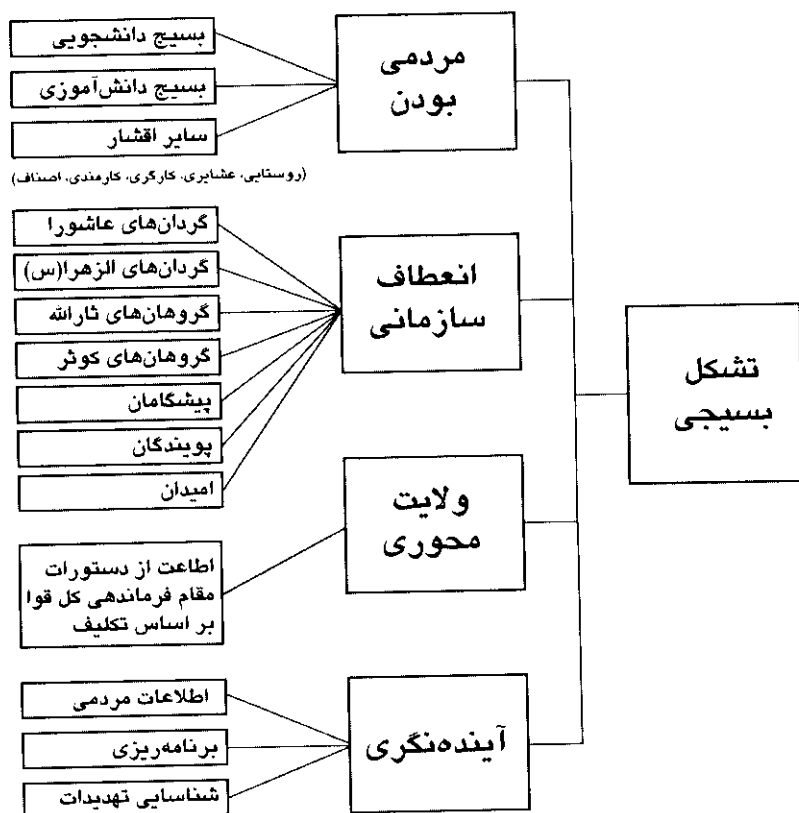 تشکل
بسیجی
مردمی
بودن
بسیج دانشجویی
بسیج دانش‌آموزی
سایر اقشار
(روستایی، عشایری، کارگری، کارمندی، اصناف)
انعطاف
سازمانی
گردان‌های عاشورا
گردان‌های الزهرا(س)
گروهان‌های ثارالله
گروهان‌های کوثر
پیشگامان
پویندگان
امیدان
ولایت
محوری
اطاعت از دستورات
مقام فرماندهی کل قوا
بر اساس تکلیف
آینده‌نگری
اطلاعات مردمی
برنامه‌ریزی
شناسایی تهدیدات